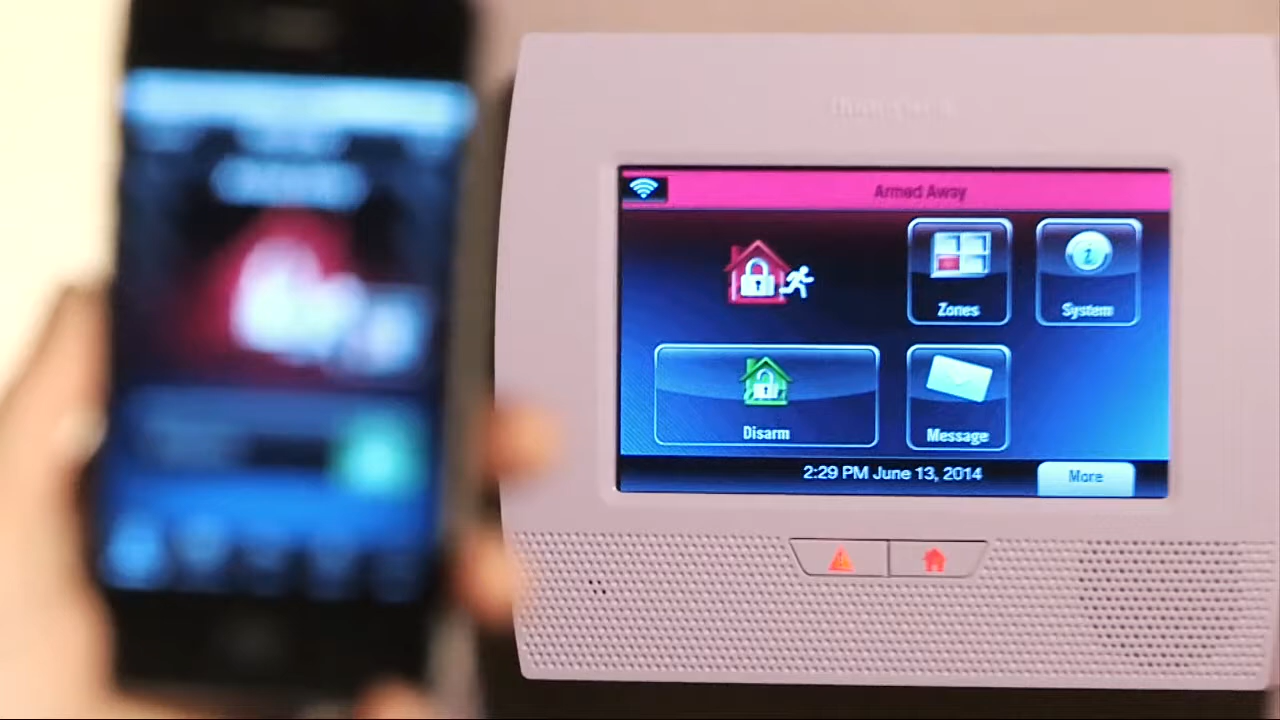 Armed Away
Zones
System
Disarm
Message
2:29 PM June 13, 2014
More